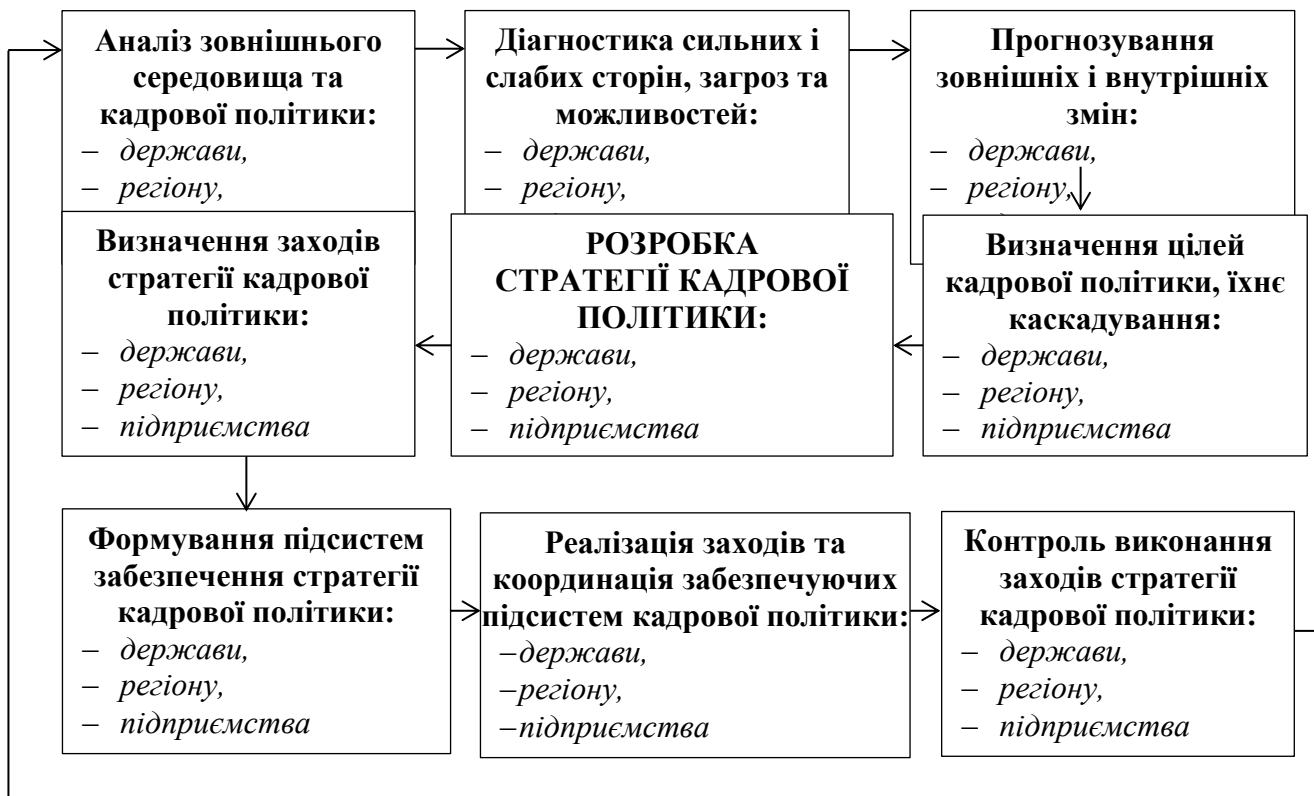 Аналіз зовнішнього
середовища та
кадрової політики:
– держави,
– регіону,
Діагностика сильних і
слабих сторін, загроз та
можливостей:
– держави,
– регіону,
Прогнозування
зовнішніх і внутрішніх
змін:
– держави,
– регіону,
Визначення заходів
стратегії кадрової
політики:
– держави,
– регіону,
– підприємства
РОЗРОБКА
СТРАТЕГІЇ КАДРОВОЇ
ПОЛІТИКИ:
– держави,
– регіону,
– підприємства
Визначення цілей
кадрової політики, їхнє
каскадування:
– держави,
– регіону,
– підприємства
Формування підсистем
забезпечення стратегії
кадрової політики:
– держави,
– регіону,
– підприємства
Реалізація заходів та
координація забезпечуючих
підсистем кадрової політики:
–держави,
–регіону,
–підприємства
Контроль виконання
заходів стратегії
кадрової політики:
– держави,
– регіону,
– підприємства